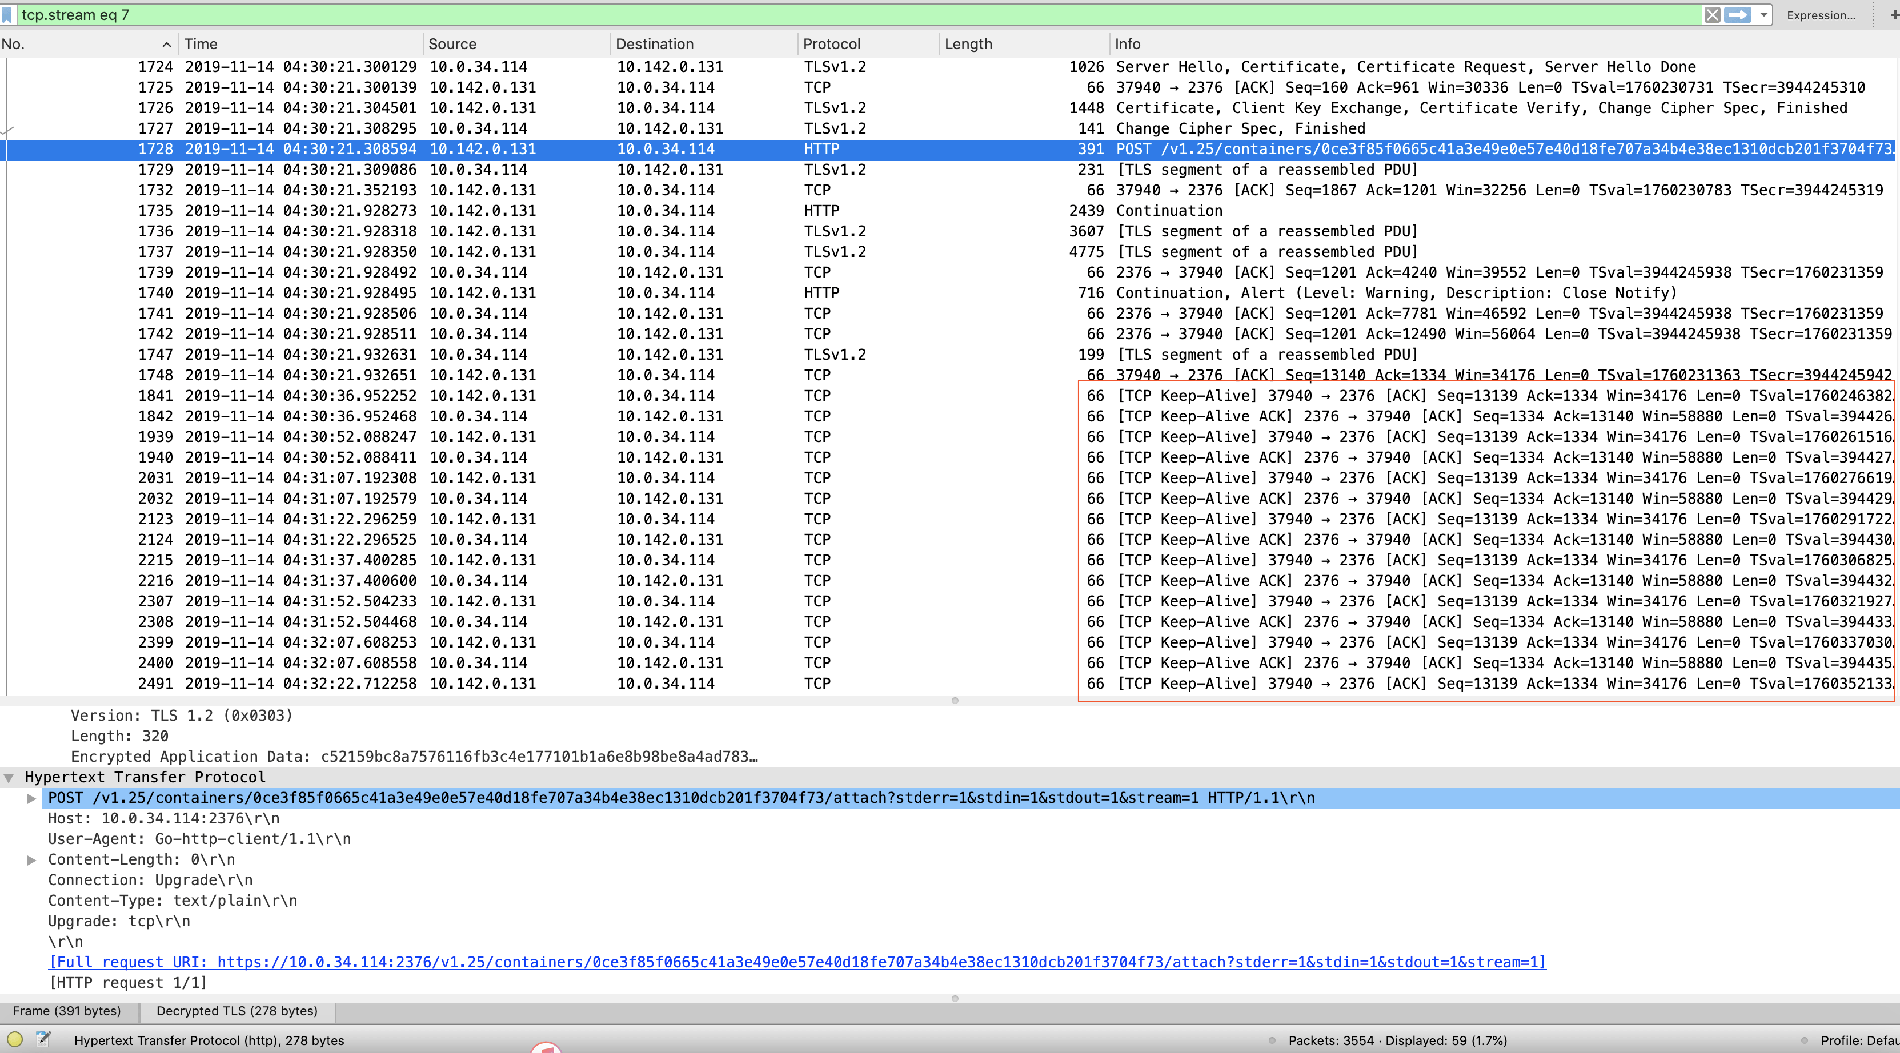 tcp.stream eq 7 Expression… +
No. Time Source Destination Protocol Length Info
1724 2019-11-14 04:30:21.300129 10.0.34.114 10.142.0.131 TLSv1.2 1026 Server Hello, Certificate, Certificate Request, Server Hello Done
1725 2019-11-14 04:30:21.300139 10.142.0.131 10.0.34.114 TCP 66 37940 → 2376 [ACK] Seq=160 Ack=961 Win=30336 Len=0 TSval=1760230731 TSecr=3944245310
1726 2019-11-14 04:30:21.304501 10.142.0.131 10.0.34.114 TLSv1.2 1448 Certificate, Client Key Exchange, Certificate Verify, Change Cipher Spec, Finished
1727 2019-11-14 04:30:21.308295 10.0.34.114 10.142.0.131 TLSv1.2 141 Change Cipher Spec, Finished
1728 2019-11-14 04:30:21.308594 10.142.0.131 10.0.34.114 HTTP 391 POST /v1.25/containers/0ce3f85f0665c41a3e49e0e57e40d18fe707a34b4e38ec1310dcb201f3704f73…
1729 2019-11-14 04:30:21.309086 10.0.34.114 10.142.0.131 TLSv1.2 231 [TLS segment of a reassembled PDU]
1732 2019-11-14 04:30:21.352193 10.142.0.131 10.0.34.114 TCP 66 37940 → 2376 [ACK] Seq=1867 Ack=1201 Win=32256 Len=0 TSval=1760230783 TSecr=3944245319
1735 2019-11-14 04:30:21.928273 10.142.0.131 10.0.34.114 HTTP 2439 Continuation
1736 2019-11-14 04:30:21.928318 10.142.0.131 10.0.34.114 TLSv1.2 3607 [TLS segment of a reassembled PDU]
1737 2019-11-14 04:30:21.928350 10.142.0.131 10.0.34.114 TLSv1.2 4775 [TLS segment of a reassembled PDU]
1739 2019-11-14 04:30:21.928492 10.0.34.114 10.142.0.131 TCP 66 2376 → 37940 [ACK] Seq=1201 Ack=4240 Win=39552 Len=0 TSval=3944245938 TSecr=1760231359
1740 2019-11-14 04:30:21.928495 10.142.0.131 10.0.34.114 HTTP 716 Continuation, Alert (Level: Warning, Description: Close Notify)
1741 2019-11-14 04:30:21.928506 10.0.34.114 10.142.0.131 TCP 66 2376 → 37940 [ACK] Seq=1201 Ack=7781 Win=46592 Len=0 TSval=3944245938 TSecr=1760231359
1742 2019-11-14 04:30:21.928511 10.0.34.114 10.142.0.131 TCP 66 2376 → 37940 [ACK] Seq=1201 Ack=12490 Win=56064 Len=0 TSval=3944245938 TSecr=1760231359
1747 2019-11-14 04:30:21.932631 10.0.34.114 10.142.0.131 TLSv1.2 199 [TLS segment of a reassembled PDU]
1748 2019-11-14 04:30:21.932651 10.142.0.131 10.0.34.114 TCP 66 37940 → 2376 [ACK] Seq=13140 Ack=1334 Win=34176 Len=0 TSval=1760231363 TSecr=3944245942
1841 2019-11-14 04:30:36.952252 10.142.0.131 10.0.34.114 TCP 66 [TCP Keep-Alive] 37940 → 2376 [ACK] Seq=13139 Ack=1334 Win=34176 Len=0 TSval=1760246382…
1842 2019-11-14 04:30:36.952468 10.0.34.114 10.142.0.131 TCP 66 [TCP Keep-Alive ACK] 2376 → 37940 [ACK] Seq=1334 Ack=13140 Win=58880 Len=0 TSval=394426…
1939 2019-11-14 04:30:52.088247 10.142.0.131 10.0.34.114 TCP 66 [TCP Keep-Alive] 37940 → 2376 [ACK] Seq=13139 Ack=1334 Win=34176 Len=0 TSval=1760261516…
1940 2019-11-14 04:30:52.088411 10.0.34.114 10.142.0.131 TCP 66 [TCP Keep-Alive ACK] 2376 → 37940 [ACK] Seq=1334 Ack=13140 Win=58880 Len=0 TSval=394427…
2031 2019-11-14 04:31:07.192308 10.142.0.131 10.0.34.114 TCP 66 [TCP Keep-Alive] 37940 → 2376 [ACK] Seq=13139 Ack=1334 Win=34176 Len=0 TSval=1760276619…
2032 2019-11-14 04:31:07.192579 10.0.34.114 10.142.0.131 TCP 66 [TCP Keep-Alive ACK] 2376 → 37940 [ACK] Seq=1334 Ack=13140 Win=58880 Len=0 TSval=394429…
2123 2019-11-14 04:31:22.296259 10.142.0.131 10.0.34.114 TCP 66 [TCP Keep-Alive] 37940 → 2376 [ACK] Seq=13139 Ack=1334 Win=34176 Len=0 TSval=1760291722…
2124 2019-11-14 04:31:22.296525 10.0.34.114 10.142.0.131 TCP 66 [TCP Keep-Alive ACK] 2376 → 37940 [ACK] Seq=1334 Ack=13140 Win=58880 Len=0 TSval=394430…
2215 2019-11-14 04:31:37.400285 10.142.0.131 10.0.34.114 TCP 66 [TCP Keep-Alive] 37940 → 2376 [ACK] Seq=13139 Ack=1334 Win=34176 Len=0 TSval=1760306825…
2216 2019-11-14 04:31:37.400600 10.0.34.114 10.142.0.131 TCP 66 [TCP Keep-Alive ACK] 2376 → 37940 [ACK] Seq=1334 Ack=13140 Win=58880 Len=0 TSval=394432…
2307 2019-11-14 04:31:52.504233 10.142.0.131 10.0.34.114 TCP 66 [TCP Keep-Alive] 37940 → 2376 [ACK] Seq=13139 Ack=1334 Win=34176 Len=0 TSval=1760321927…
2308 2019-11-14 04:31:52.504468 10.0.34.114 10.142.0.131 TCP 66 [TCP Keep-Alive ACK] 2376 → 37940 [ACK] Seq=1334 Ack=13140 Win=58880 Len=0 TSval=394433…
2399 2019-11-14 04:32:07.608253 10.142.0.131 10.0.34.114 TCP 66 [TCP Keep-Alive] 37940 → 2376 [ACK] Seq=13139 Ack=1334 Win=34176 Len=0 TSval=1760337030…
2400 2019-11-14 04:32:07.608558 10.0.34.114 10.142.0.131 TCP 66 [TCP Keep-Alive ACK] 2376 → 37940 [ACK] Seq=1334 Ack=13140 Win=58880 Len=0 TSval=394435…
2491 2019-11-14 04:32:22.712258 10.142.0.131 10.0.34.114 TCP 66 [TCP Keep-Alive] 37940 → 2376 [ACK] Seq=13139 Ack=1334 Win=34176 Len=0 TSval=1760352133…
Version: TLS 1.2 (0x0303)
Length: 320
Encrypted Application Data: c52159bc8a7576116fb3c4e177101b1a6e8b98be8a4ad783…
Hypertext Transfer Protocol
POST /v1.25/containers/0ce3f85f0665c41a3e49e0e57e40d18fe707a34b4e38ec1310dcb201f3704f73/attach?stderr=1&stdin=1&stdout=1&stream=1 HTTP/1.1\r\n
Host: 10.0.34.114:2376\r\n
User-Agent: Go-http-client/1.1\r\n
Content-Length: 0\r\n
Connection: Upgrade\r\n
Content-Type: text/plain\r\n
Upgrade: tcp\r\n
\r\n
[Full request URI: https://10.0.34.114:2376/v1.25/containers/0ce3f85f0665c41a3e49e0e57e40d18fe707a34b4e38ec1310dcb201f3704f73/attach?stderr=1&stdin=1&stdout=1&stream=1]
[HTTP request 1/1]
Frame (391 bytes) Decrypted TLS (278 bytes)
Hypertext Transfer Protocol (http), 278 bytes Packets: 3554 · Displayed: 59 (1.7%) Profile: Defau